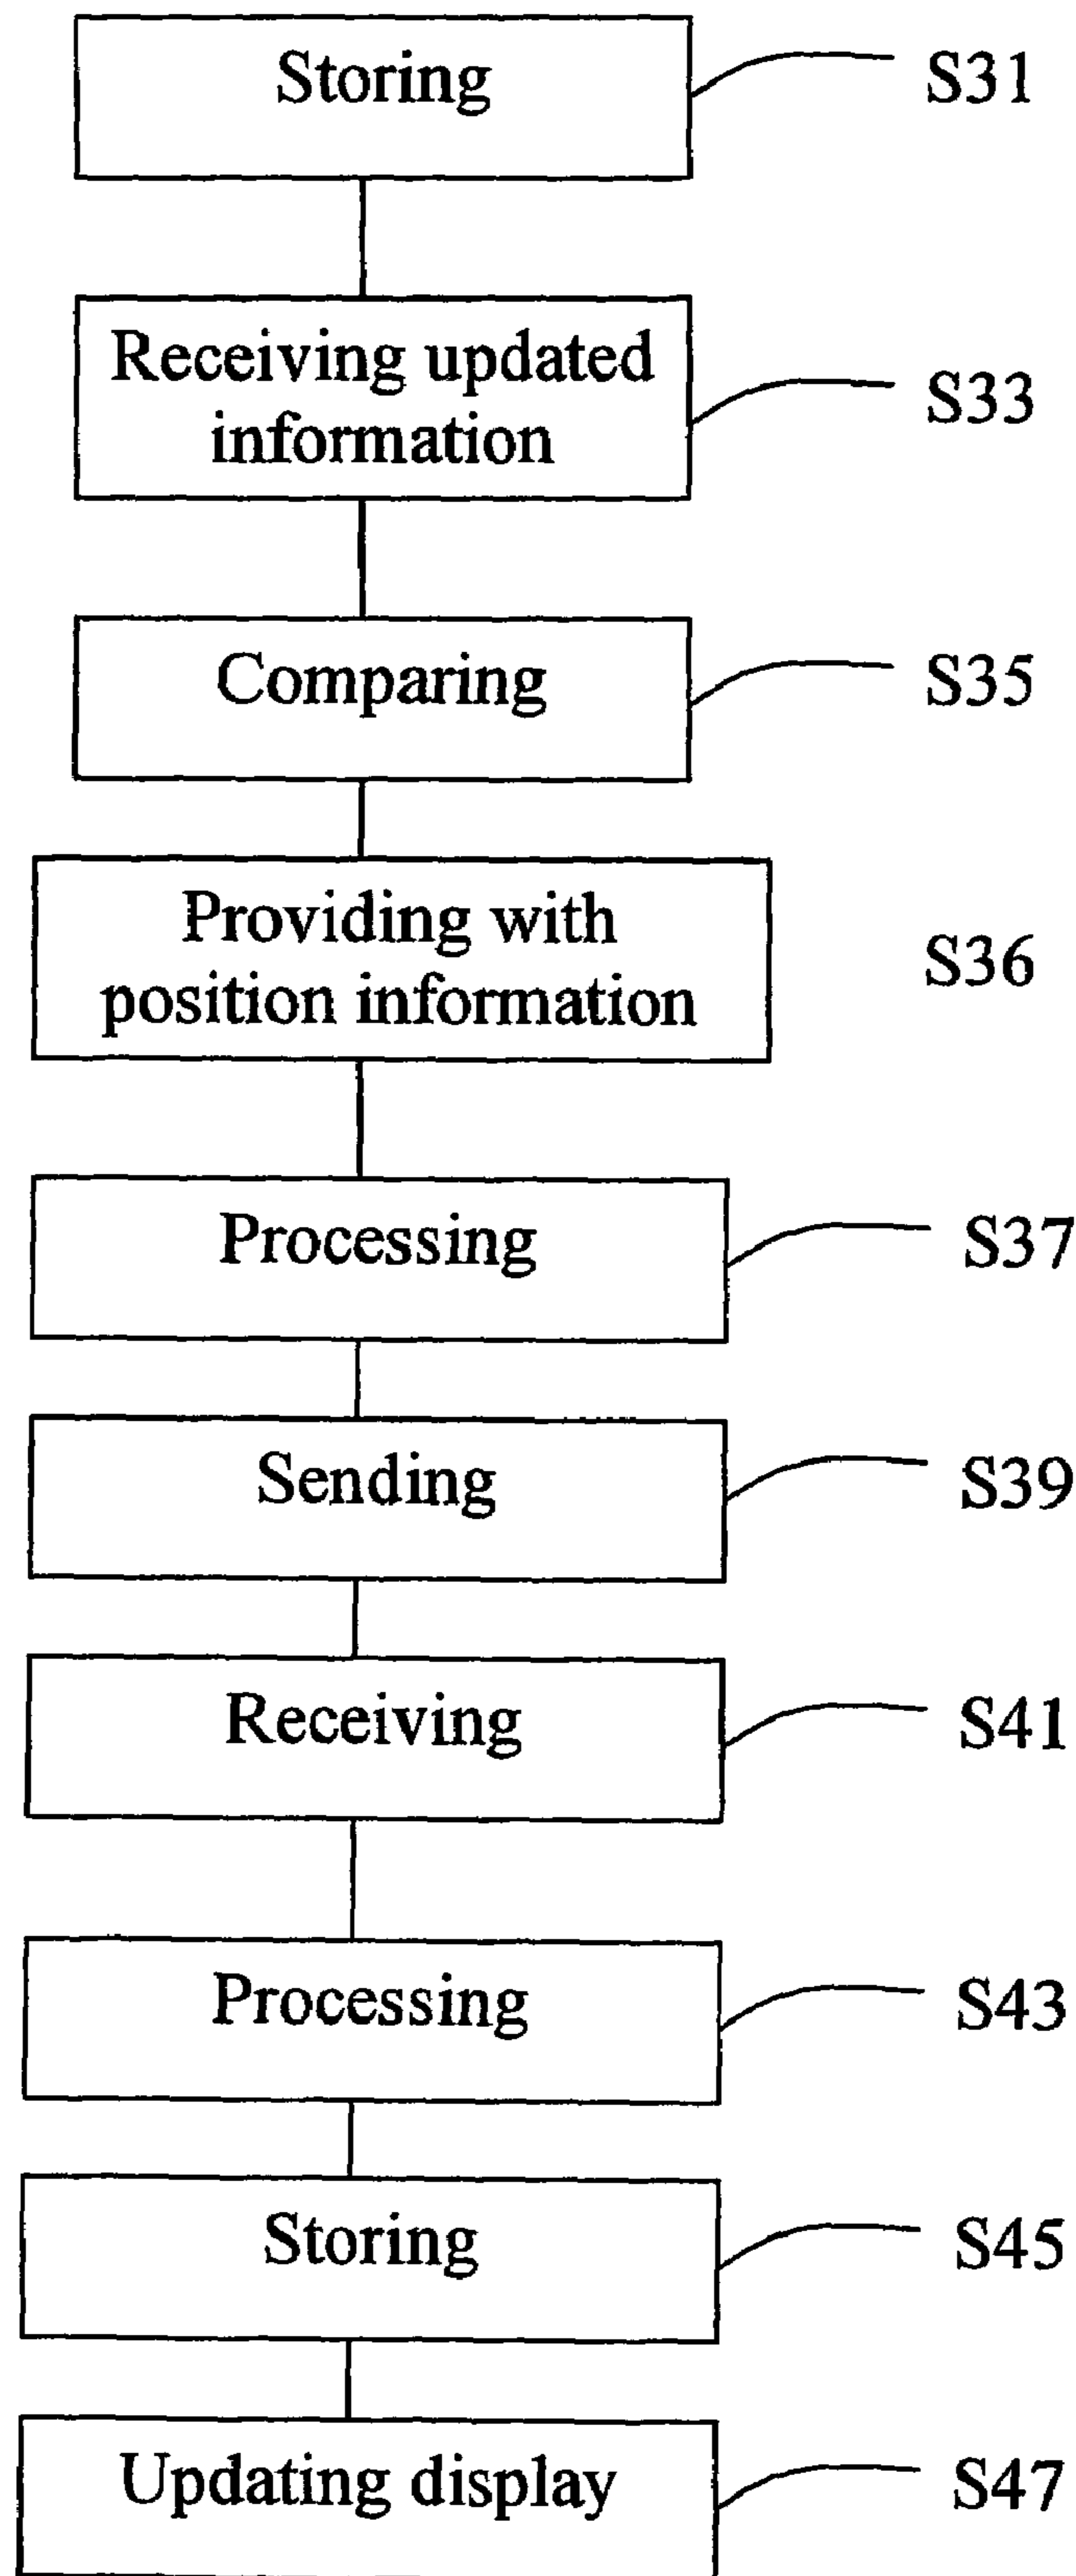 Storing
S31
Receiving updated
information
S33
Comparing
S35
Providing with
position information
S36
Processing
S37
Sending
S39
Receiving
S41
Processing
S43
Storing
S45
Updating display
S47